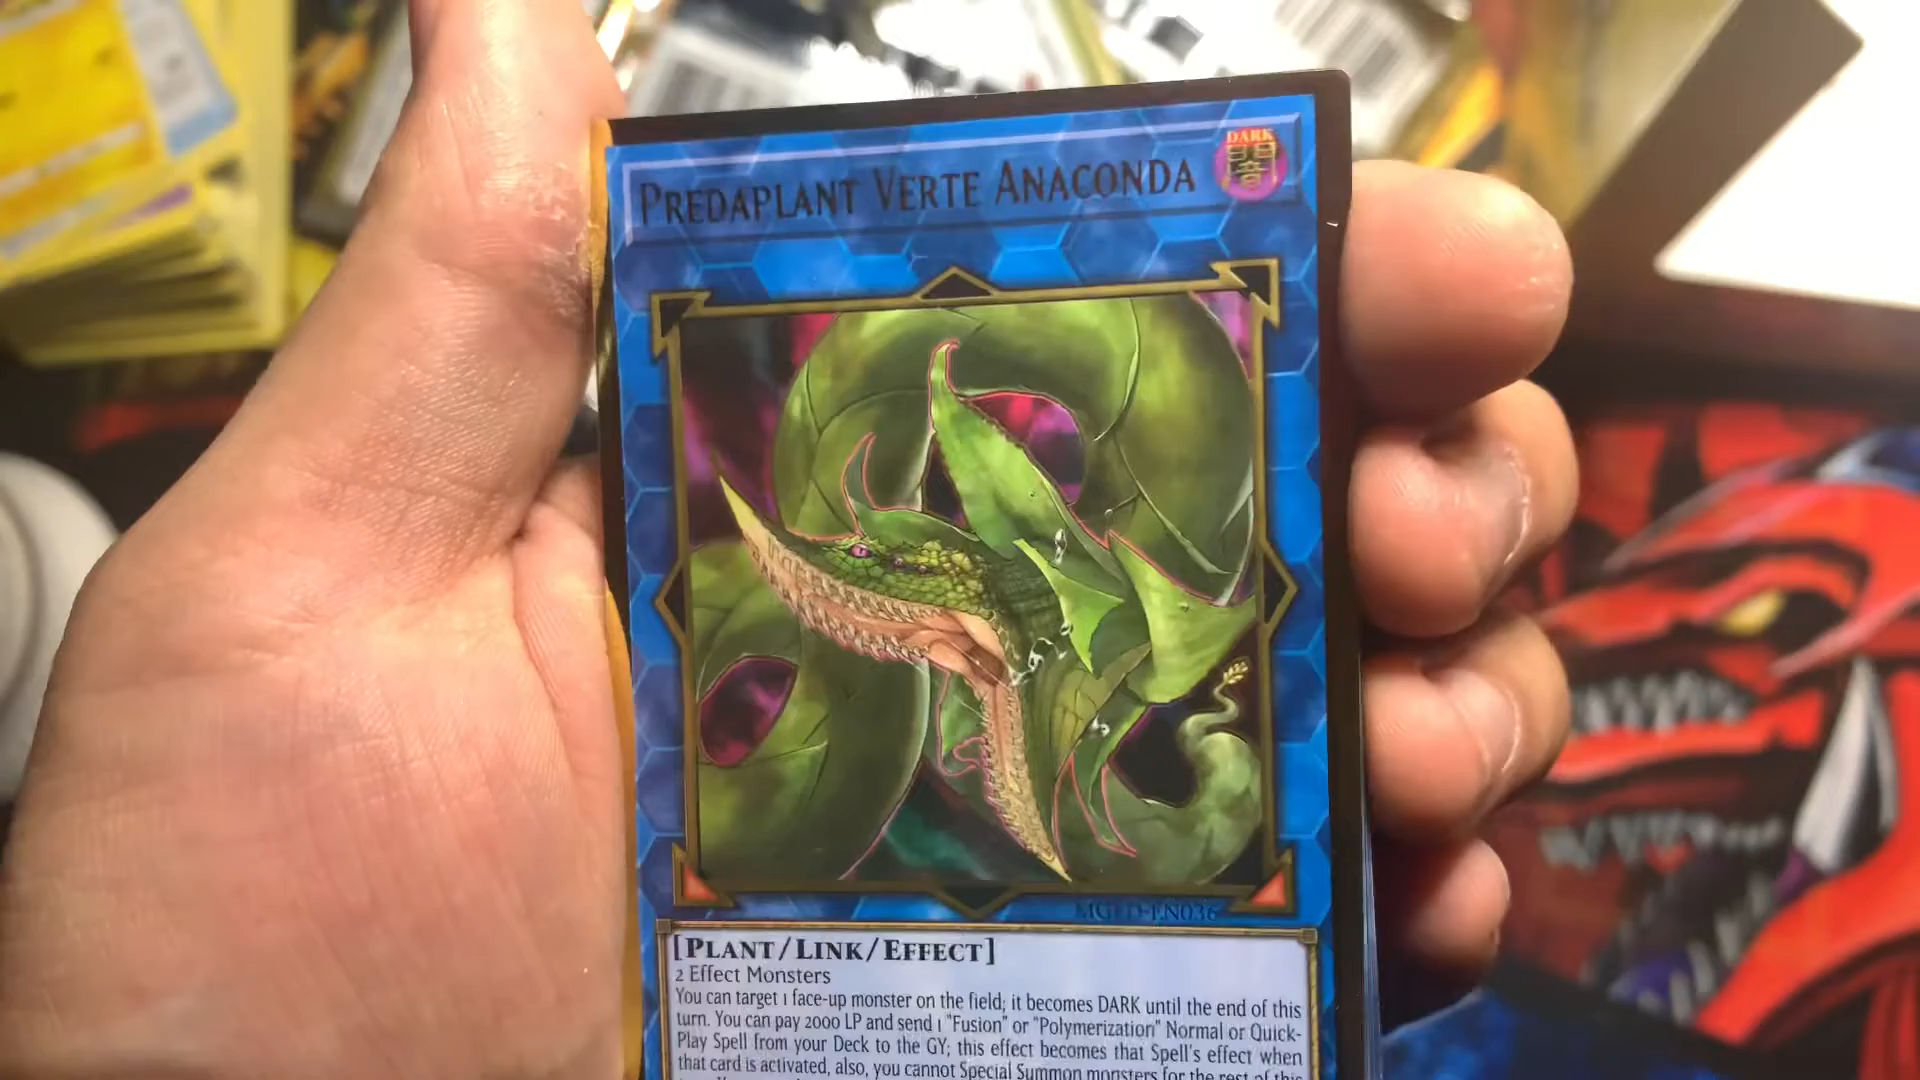 PREDAPLANT VERTE ANACONDA
DARK
MGED-EN036
[PLANT/LINK/EFFECT]
2 Effect Monsters
You can target 1 face-up monster on the field; it becomes DARK until the end of this
turn. You can pay 2000 LP and send 1 "Fusion" or "Polymerization" Normal or Quick-
Play Spell from your Deck to the GY; this effect becomes that Spell's effect when
that card is activated, also, you cannot Special Summon monsters for the rest of this